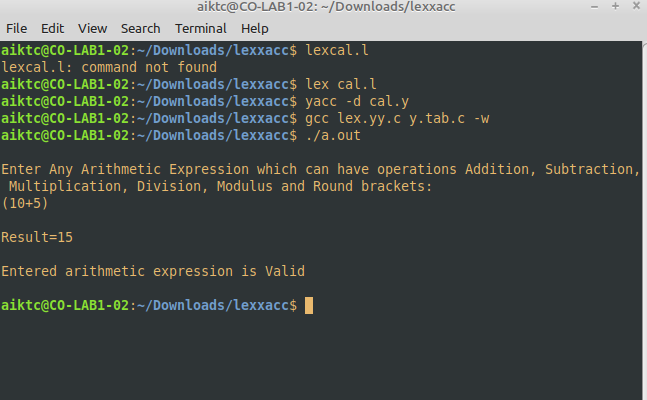 aiktc@CO-LAB1-02: ~/Downloads/lexxacc
File Edit View Search Terminal Help
aiktc@CO-LAB1-02:~/Downloads/lexxacc$ lexcal.l
lexcal.l: command not found
aiktc@CO-LAB1-02:~/Downloads/lexxacc$ lex cal.l
aiktc@CO-LAB1-02:~/Downloads/lexxacc$ yacc -d cal.y
aiktc@CO-LAB1-02:~/Downloads/lexxacc$ gcc lex.yy.c y.tab.c -w
aiktc@CO-LAB1-02:~/Downloads/lexxacc$ ./a.out
Enter Any Arithmetic Expression which can have operations Addition, Subtraction,
Multiplication, Division, Modulus and Round brackets:
(10+5)
Result=15
Entered arithmetic expression is Valid
aiktc@CO-LAB1-02:~/Downloads/lexxacc$